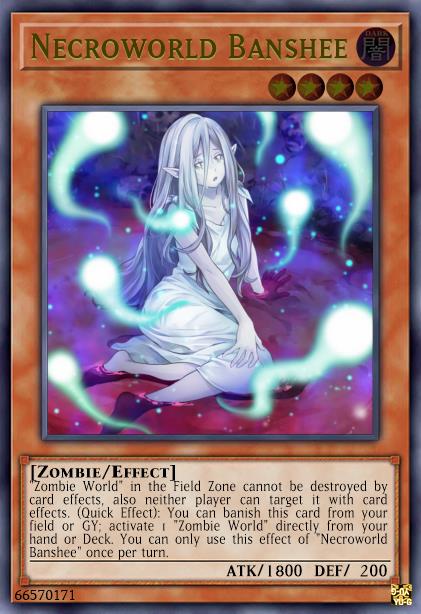 NECROWORLD BANSHEE
DARK
闇
[ZOMBIE/EFFECT]
"Zombie World" in the Field Zone cannot be destroyed by
card effects, also neither player can target it with card
effects. (Quick Effect): You can banish this card from your
field or GY; activate 1 "Zombie World" directly from your
hand or Deck. You can only use this effect of "Necroworld
Banshee" once per turn.
ATK/1800 DEF/ 200
66570171